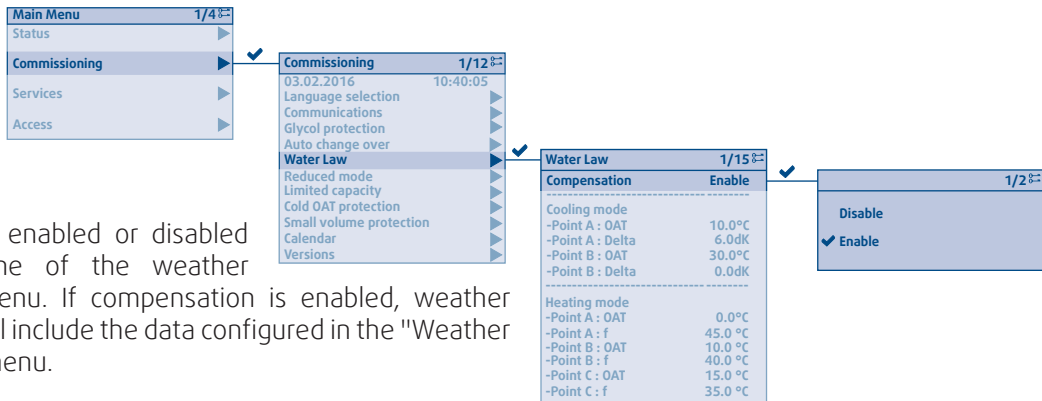 Main Menu 1/4
Status
Commissioning
Services
Access
Commissioning 1/12
03.02.2016 10:40:05
Language selection
Communications
Glycol protection
Auto change over
Water Law
Reduced mode
Limited capacity
Cold OAT protection
Small volume protection
Calendar
Versions
Water Law 1/15
Compensation Enable
Cooling mode
-Point A : OAT 10.0°C
-Point A : Delta 6.0dK
-Point B : OAT 30.0°C
-Point B : Delta 0.0dK
Heating mode
-Point A : OAT 0.0°C
-Point A : f 45.0 °C
-Point B : OAT 10.0 °C
-Point B : f 40.0 °C
-Point C : OAT 15.0 °C
-Point C : f 35.0 °C
1/2
Disable
Enable
enabled or disabled
of the weather
If compensation is enabled, weather
include the data configured in the "Weather